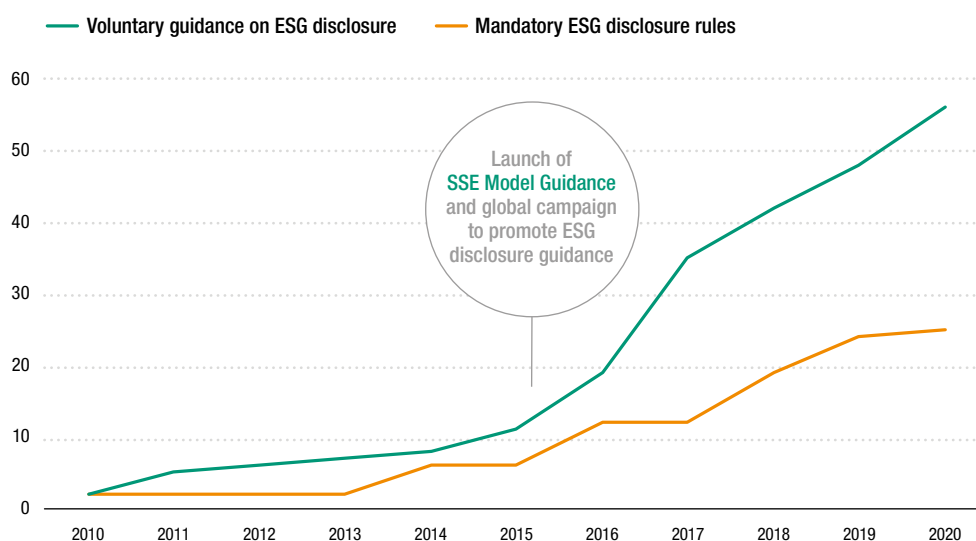 Voluntary guidance on ESG disclosure
Mandatory ESG disclosure rules
60
50
40
30
20
10
0
Launch of
SSE Model Guidance
and global campaign
to promote ESG
disclosure guidance
2010 2011 2012 2013 2014 2015 2016 2017 2018 2019 2020